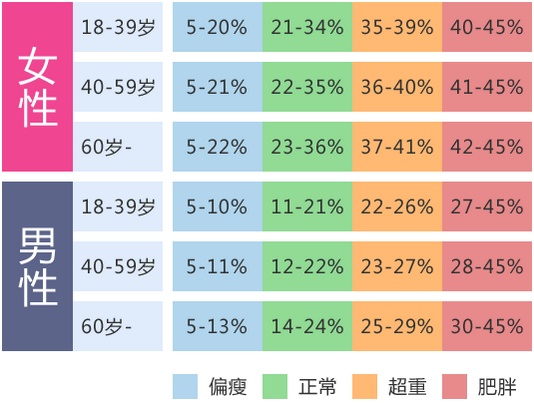 女性
18-39岁 5-20% 21-34% 35-39% 40-45%
40-59岁 5-21% 22-35% 36-40% 41-45%
60岁- 5-22% 23-36% 37-41% 42-45%
男性
18-39岁 5-10% 11-21% 22-26% 27-45%
40-59岁 5-11% 12-22% 23-27% 28-45%
60岁- 5-13% 14-24% 25-29% 30-45%
偏瘦 正常 超重 肥胖